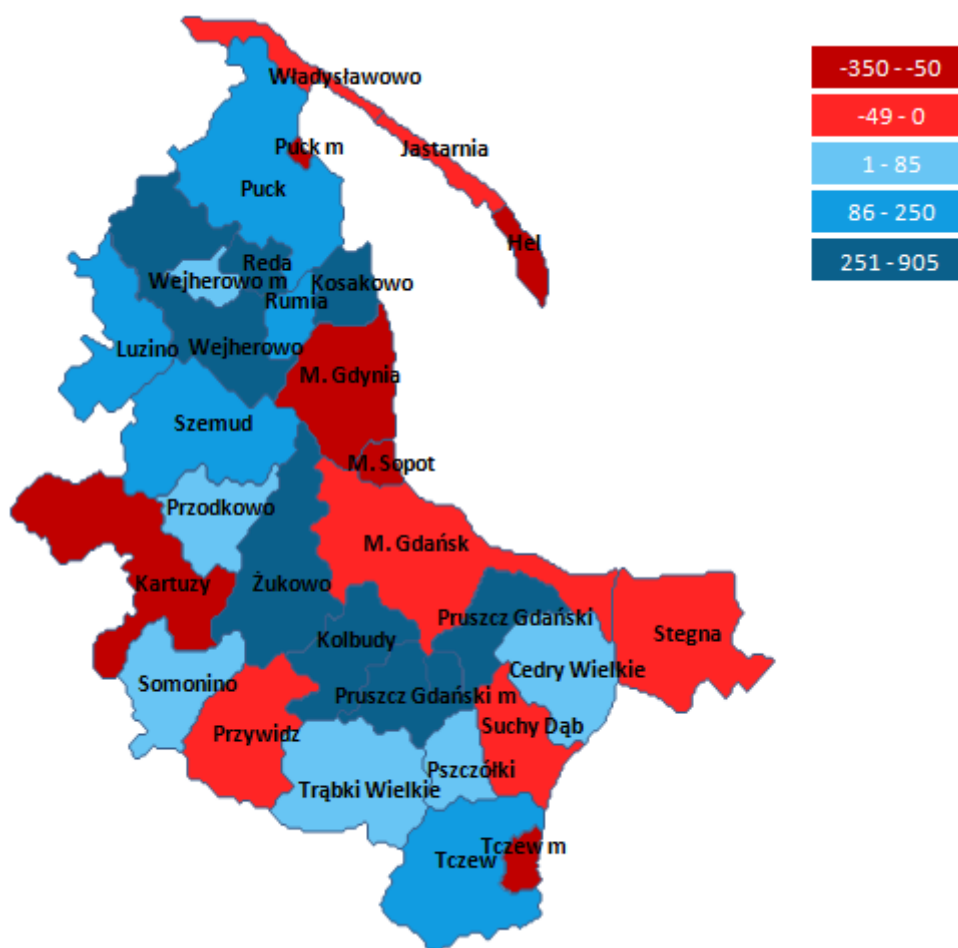 -350 - -50
-49 - 0
1 - 85
86 - 250
251 - 905
Władysławowo
Jastarnia
Puck m
Puck
Hel
Reda
Wejherowo m
Kosakowo
Rumia
Luzino
Wejherowo
M. Gdynia
Szemud
M. Sopot
Przodkowo
M. Gdańsk
Kartuzy
Żukowo
Pruszcz Gdański
Stegna
Kolbudy
Cedry Wielkie
Somonino
Pruszcz Gdański m
Suchy Dąb
Przywidz
Pszczółki
Trąbki Wielkie
Tczew m
Tczew